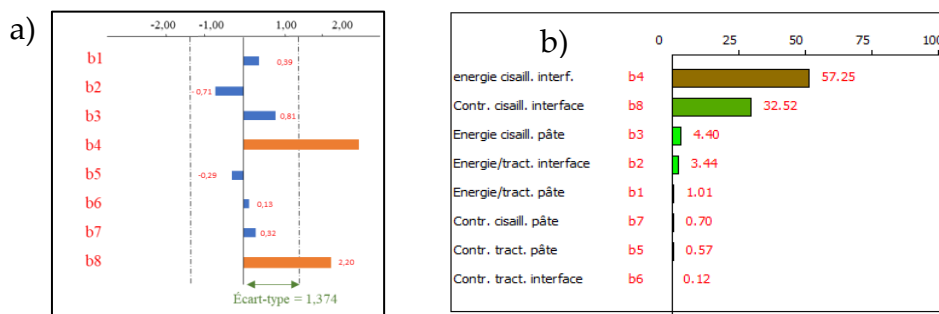 a)
-2,00 -1,00 1,00 2,00
b1 0,39
b2 - 0,71
b3 0,81
b4
b5 -0,29
b6 0,13
b7 0,32
b8 2,20
Écart-type = 1,374
b)
0 25 50 75 100
energie cisaill. interf. b4 57.25
Contr. cisaill. interface b8 32.52
Energie cisaill. pâte b3 4.40
Energie/tract. interface b2 3.44
Energie/tract. pâte b1 1.01
Contr. cisaill. pâte b7 0.70
Contr. tract. pâte b5 0.57
Contr. tract. interface b6 0.12